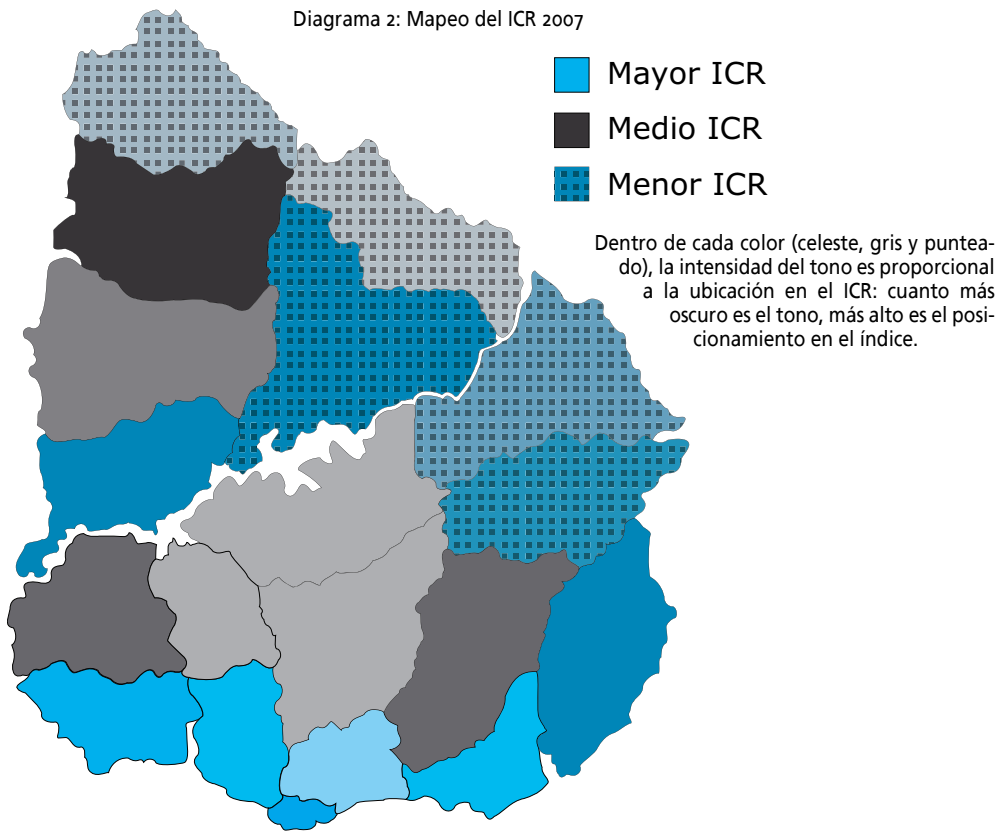 Diagrama 2: Mapeo del ICR 2007
Mayor ICR
Medio ICR
Menor ICR
Dentro de cada color (celeste, gris y puntea-
do), la intensidad del tono es proporcional
a la ubicación en el ICR: cuanto más
oscuro es el tono, más alto es el posi-
cionamiento en el índice.